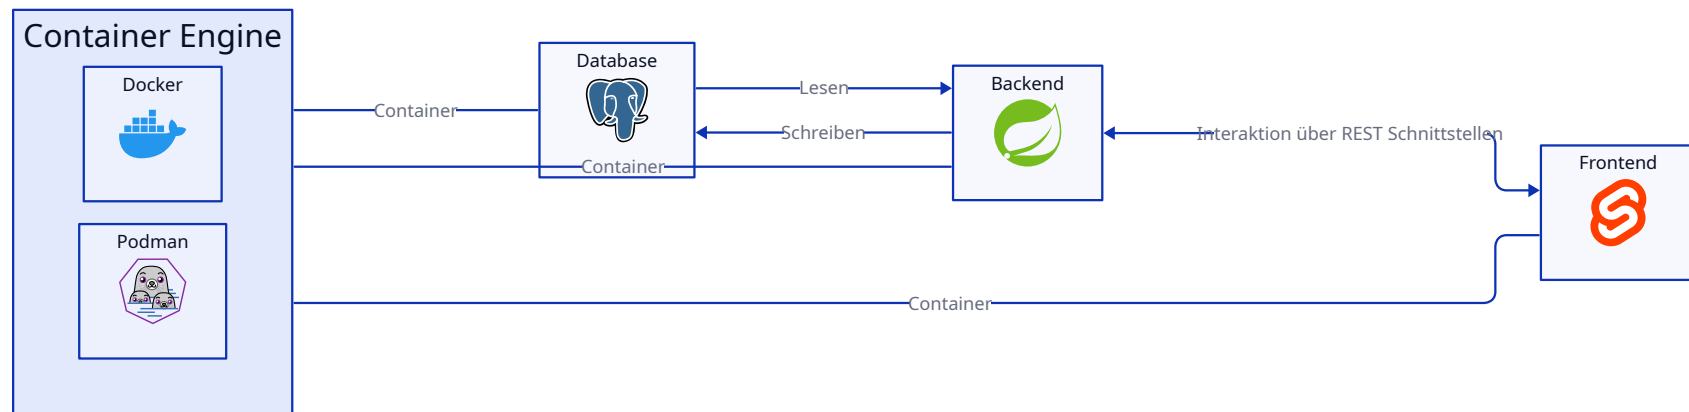 Container Engine
Docker
Podman
Container
Database
Lesen
Schreiben
Container
Backend
Interaktion über REST Schnittstellen
Frontend
Container